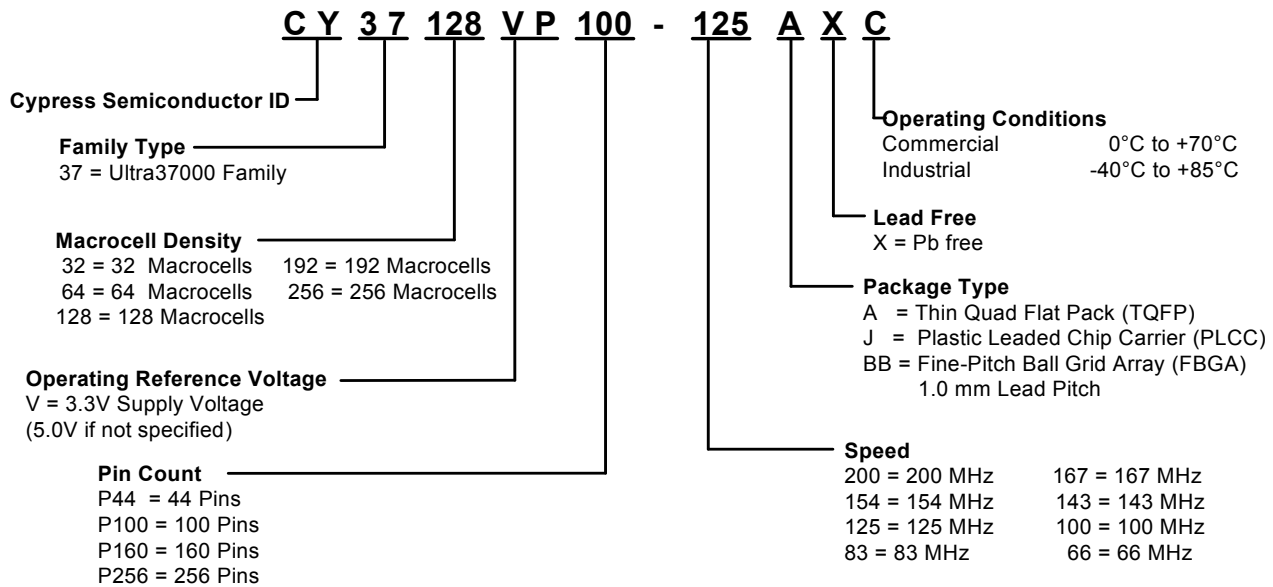 CY 37 128 VP 100 - 125 A X C
Cypress Semiconductor ID
Family Type
37 = Ultra37000 Family
Macrocell Density
32 = 32 Macrocells 192 = 192 Macrocells
64 = 64 Macrocells 256 = 256 Macrocells
128 = 128 Macrocells
Operating Reference Voltage
V = 3.3V Supply Voltage
(5.0V if not specified)
Pin Count
P44 = 44 Pins
P100 = 100 Pins
P160 = 160 Pins
P256 = 256 Pins
Operating Conditions
Commercial 0°C to +70°C
Industrial -40°C to +85°C
Lead Free
X = Pb free
Package Type
A = Thin Quad Flat Pack (TQFP)
J = Plastic Leaded Chip Carrier (PLCC)
BB = Fine-Pitch Ball Grid Array (FBGA)
1.0 mm Lead Pitch
Speed
200 = 200 MHz 167 = 167 MHz
154 = 154 MHz 143 = 143 MHz
125 = 125 MHz 100 = 100 MHz
83 = 83 MHz 66 = 66 MHz